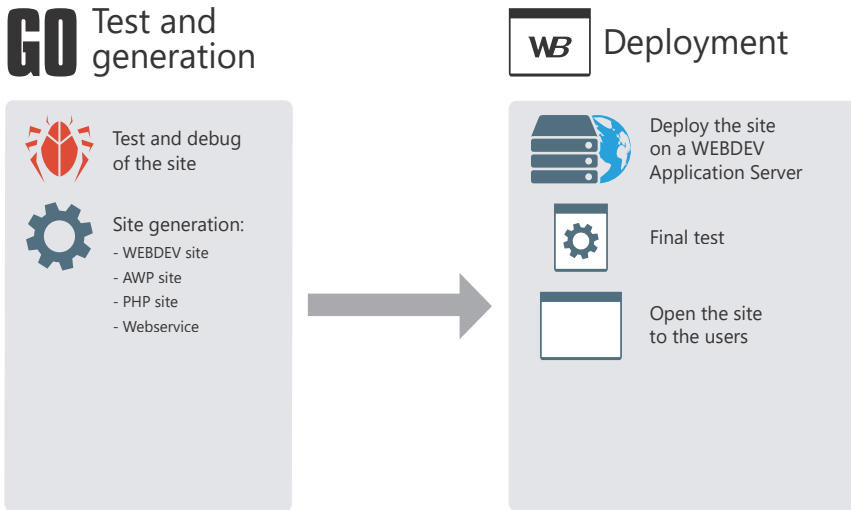 GO
Test and
generation
Test and debug
of the site
Site generation:
- WEBDEV site
- AWP site
- PHP site
- Webservice
WB
Deployment
Deploy the site
on a WEBDEV
Application Server
Final test
Open the site
to the users